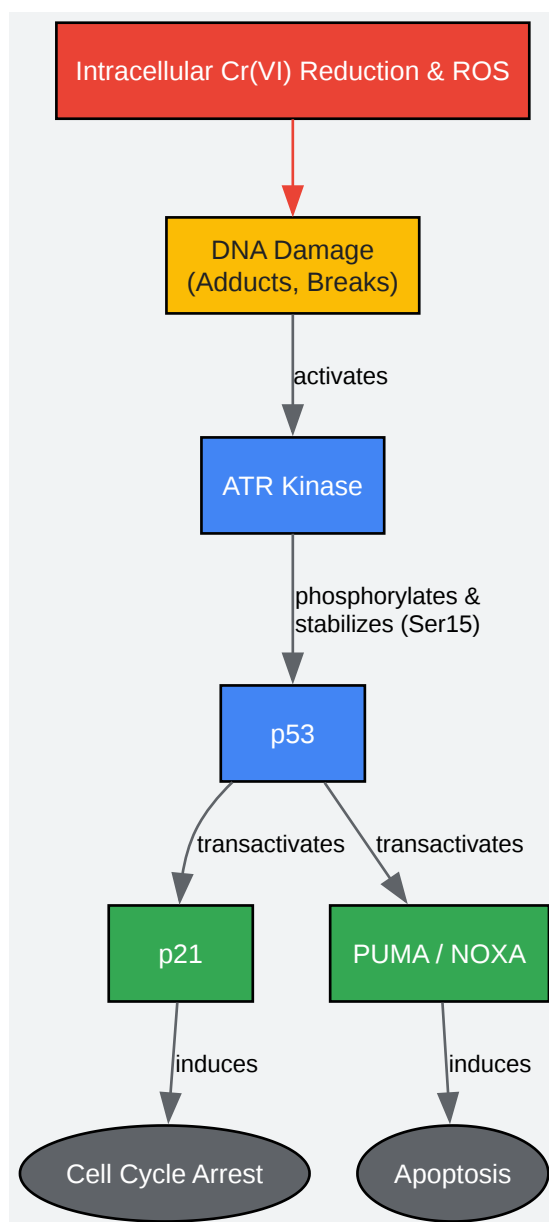 Intracellular Cr(VI) Reduction & ROS
DNA Damage
(Adducts, Breaks)
activates
ATR Kinase
phosphorylates &
stabilizes (Ser15)
p53
transactivates
transactivates
p21
PUMA / NOXA
induces
induces
Cell Cycle Arrest
Apoptosis